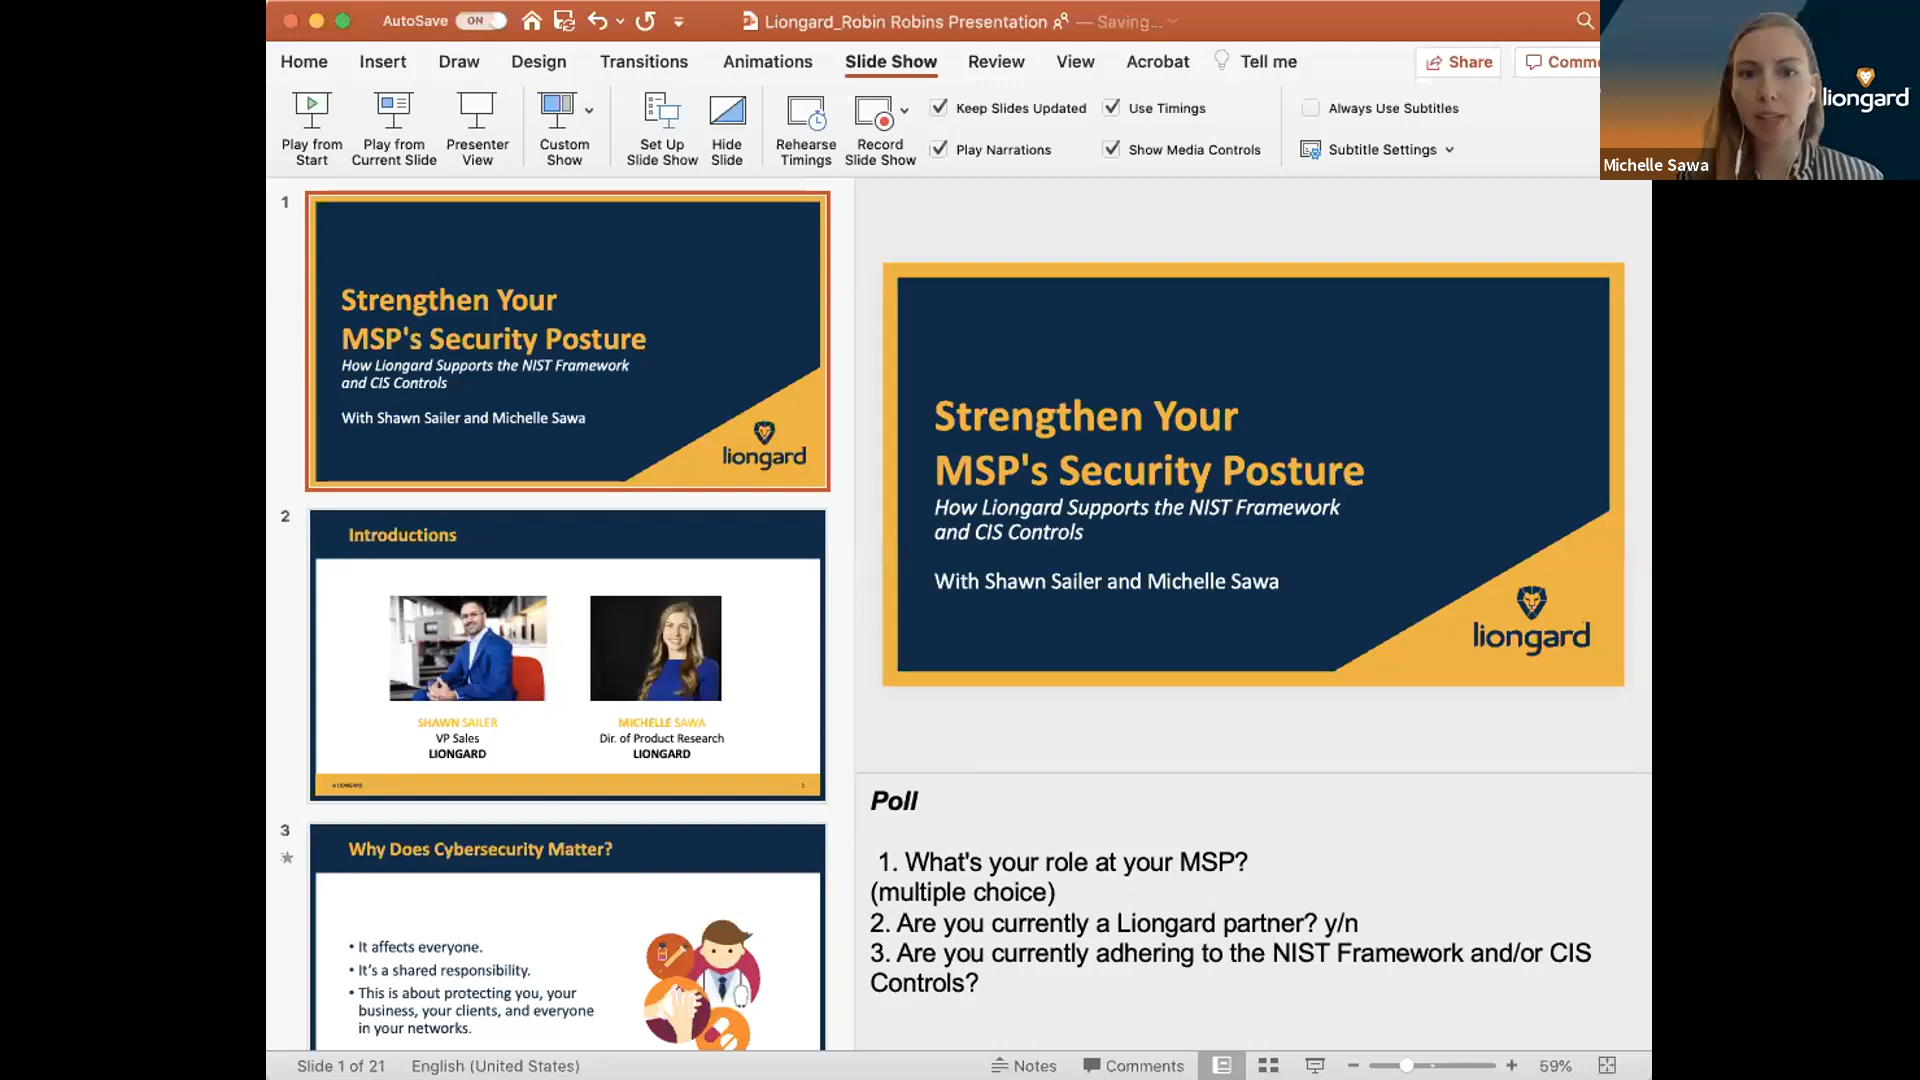 AutoSave ON
Liongard_Robin Robins Presentation — Saving...
Home Insert Draw Design Transitions Animations Slide Show Review View Acrobat Tell me
Share Comme
Play from
Start
Play from
Current Slide
Presenter
View
Custom
Show
Set Up
Slide Show
Hide
Slide
Rehearse
Timings
Record
Slide Show
Keep Slides Updated
Play Narrations
Use Timings
Show Media Controls
Always Use Subtitles
Subtitle Settings
liongard
Michelle Sawa
1
Strengthen Your
MSP's Security Posture
How Liongard Supports the NIST Framework
and CIS Controls
With Shawn Sailer and Michelle Sawa
liongard
2
Introductions
SHAWN SAILER
VP Sales
LIONGARD
MICHELLE SAWA
Dir. of Product Research
LIONGARD
LIONGARD
3
Why Does Cybersecurity Matter?
• It affects everyone.
• It's a shared responsibility.
• This is about protecting you, your
business, your clients, and everyone
in your networks.
Strengthen Your
MSP's Security Posture
How Liongard Supports the NIST Framework
and CIS Controls
With Shawn Sailer and Michelle Sawa
liongard
Poll
1. What's your role at your MSP?
(multiple choice)
2. Are you currently a Liongard partner? y/n
3. Are you currently adhering to the NIST Framework and/or CIS
Controls?
Slide 1 of 21 English (United States)
Notes Comments 59%